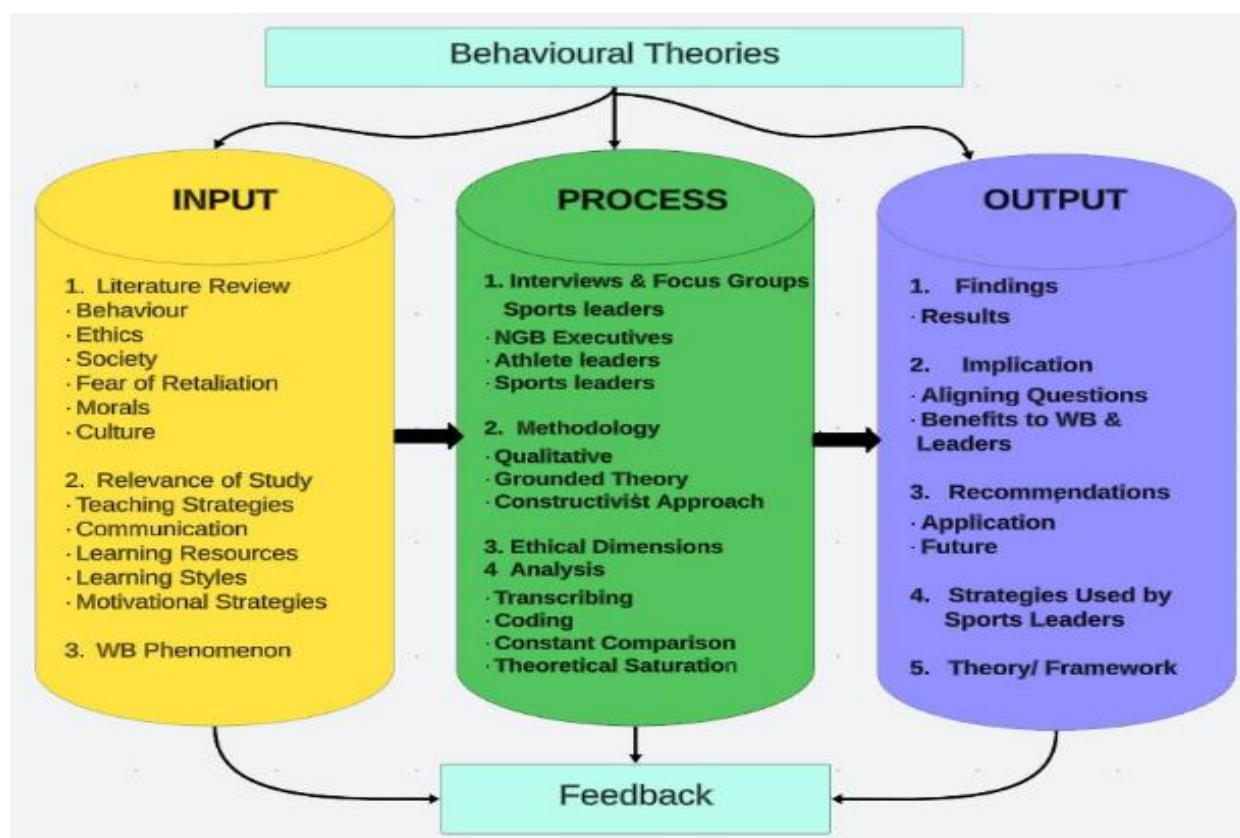 Behavioural Theories
INPUT
1. Literature Review
· Behaviour
· Ethics
· Society
· Fear of Retaliation
· Morals
· Culture
2. Relevance of Study
· Teaching Strategies
· Communication
· Learning Resources
· Learning Styles
· Motivational Strategies
3. WB Phenomenon
PROCESS
1. Interviews & Focus Groups
Sports leaders
· NGB Executives
· Athlete leaders
· Sports leaders
2. Methodology
· Qualitative
· Grounded Theory
· Constructivist Approach
3. Ethical Dimensions
4 Analysis
· Transcribing
· Coding
· Constant Comparison
· Theoretical Saturation
OUTPUT
1. Findings
· Results
2. Implication
· Aligning Questions
· Benefits to WB &
Leaders
3. Recommendations
· Application
· Future
4. Strategies Used by
Sports Leaders
5. Theory/ Framework
Feedback